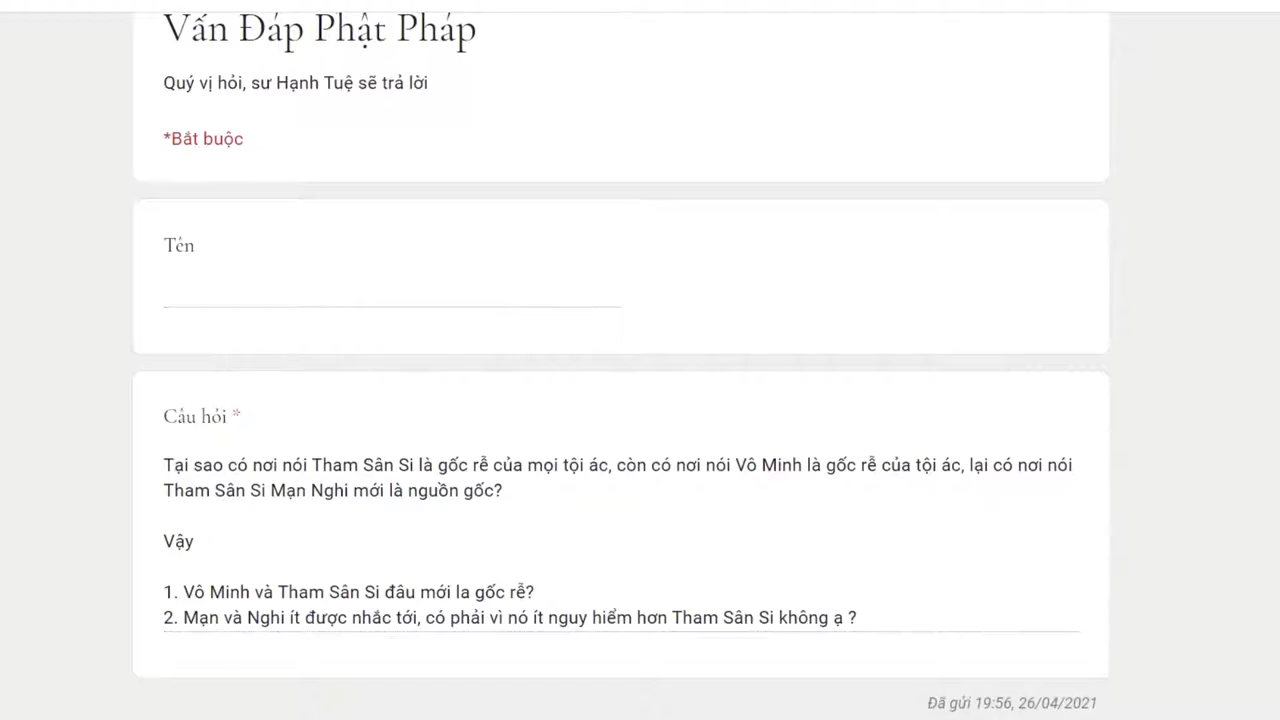 Vấn Đáp Phật Pháp
Quý vị hỏi, sư Hạnh Tuệ sẽ trả lời
*Bắt buộc
Tên
Câu hỏi *
Tại sao có nơi nói Tham Sân Si là gốc rễ của mọi tội ác, còn có nơi nói Vô Minh là gốc rễ của tội ác, lại có nơi nói
Tham Sân Si Mạn Nghi mới là nguồn gốc?
Vậy
1. Vô Minh và Tham Sân Si đâu mới la gốc rễ?
2. Mạn và Nghi ít được nhắc tới, có phải vì nó ít nguy hiểm hơn Tham Sân Si không ạ ?
Đã gửi 19:56, 26/04/2021